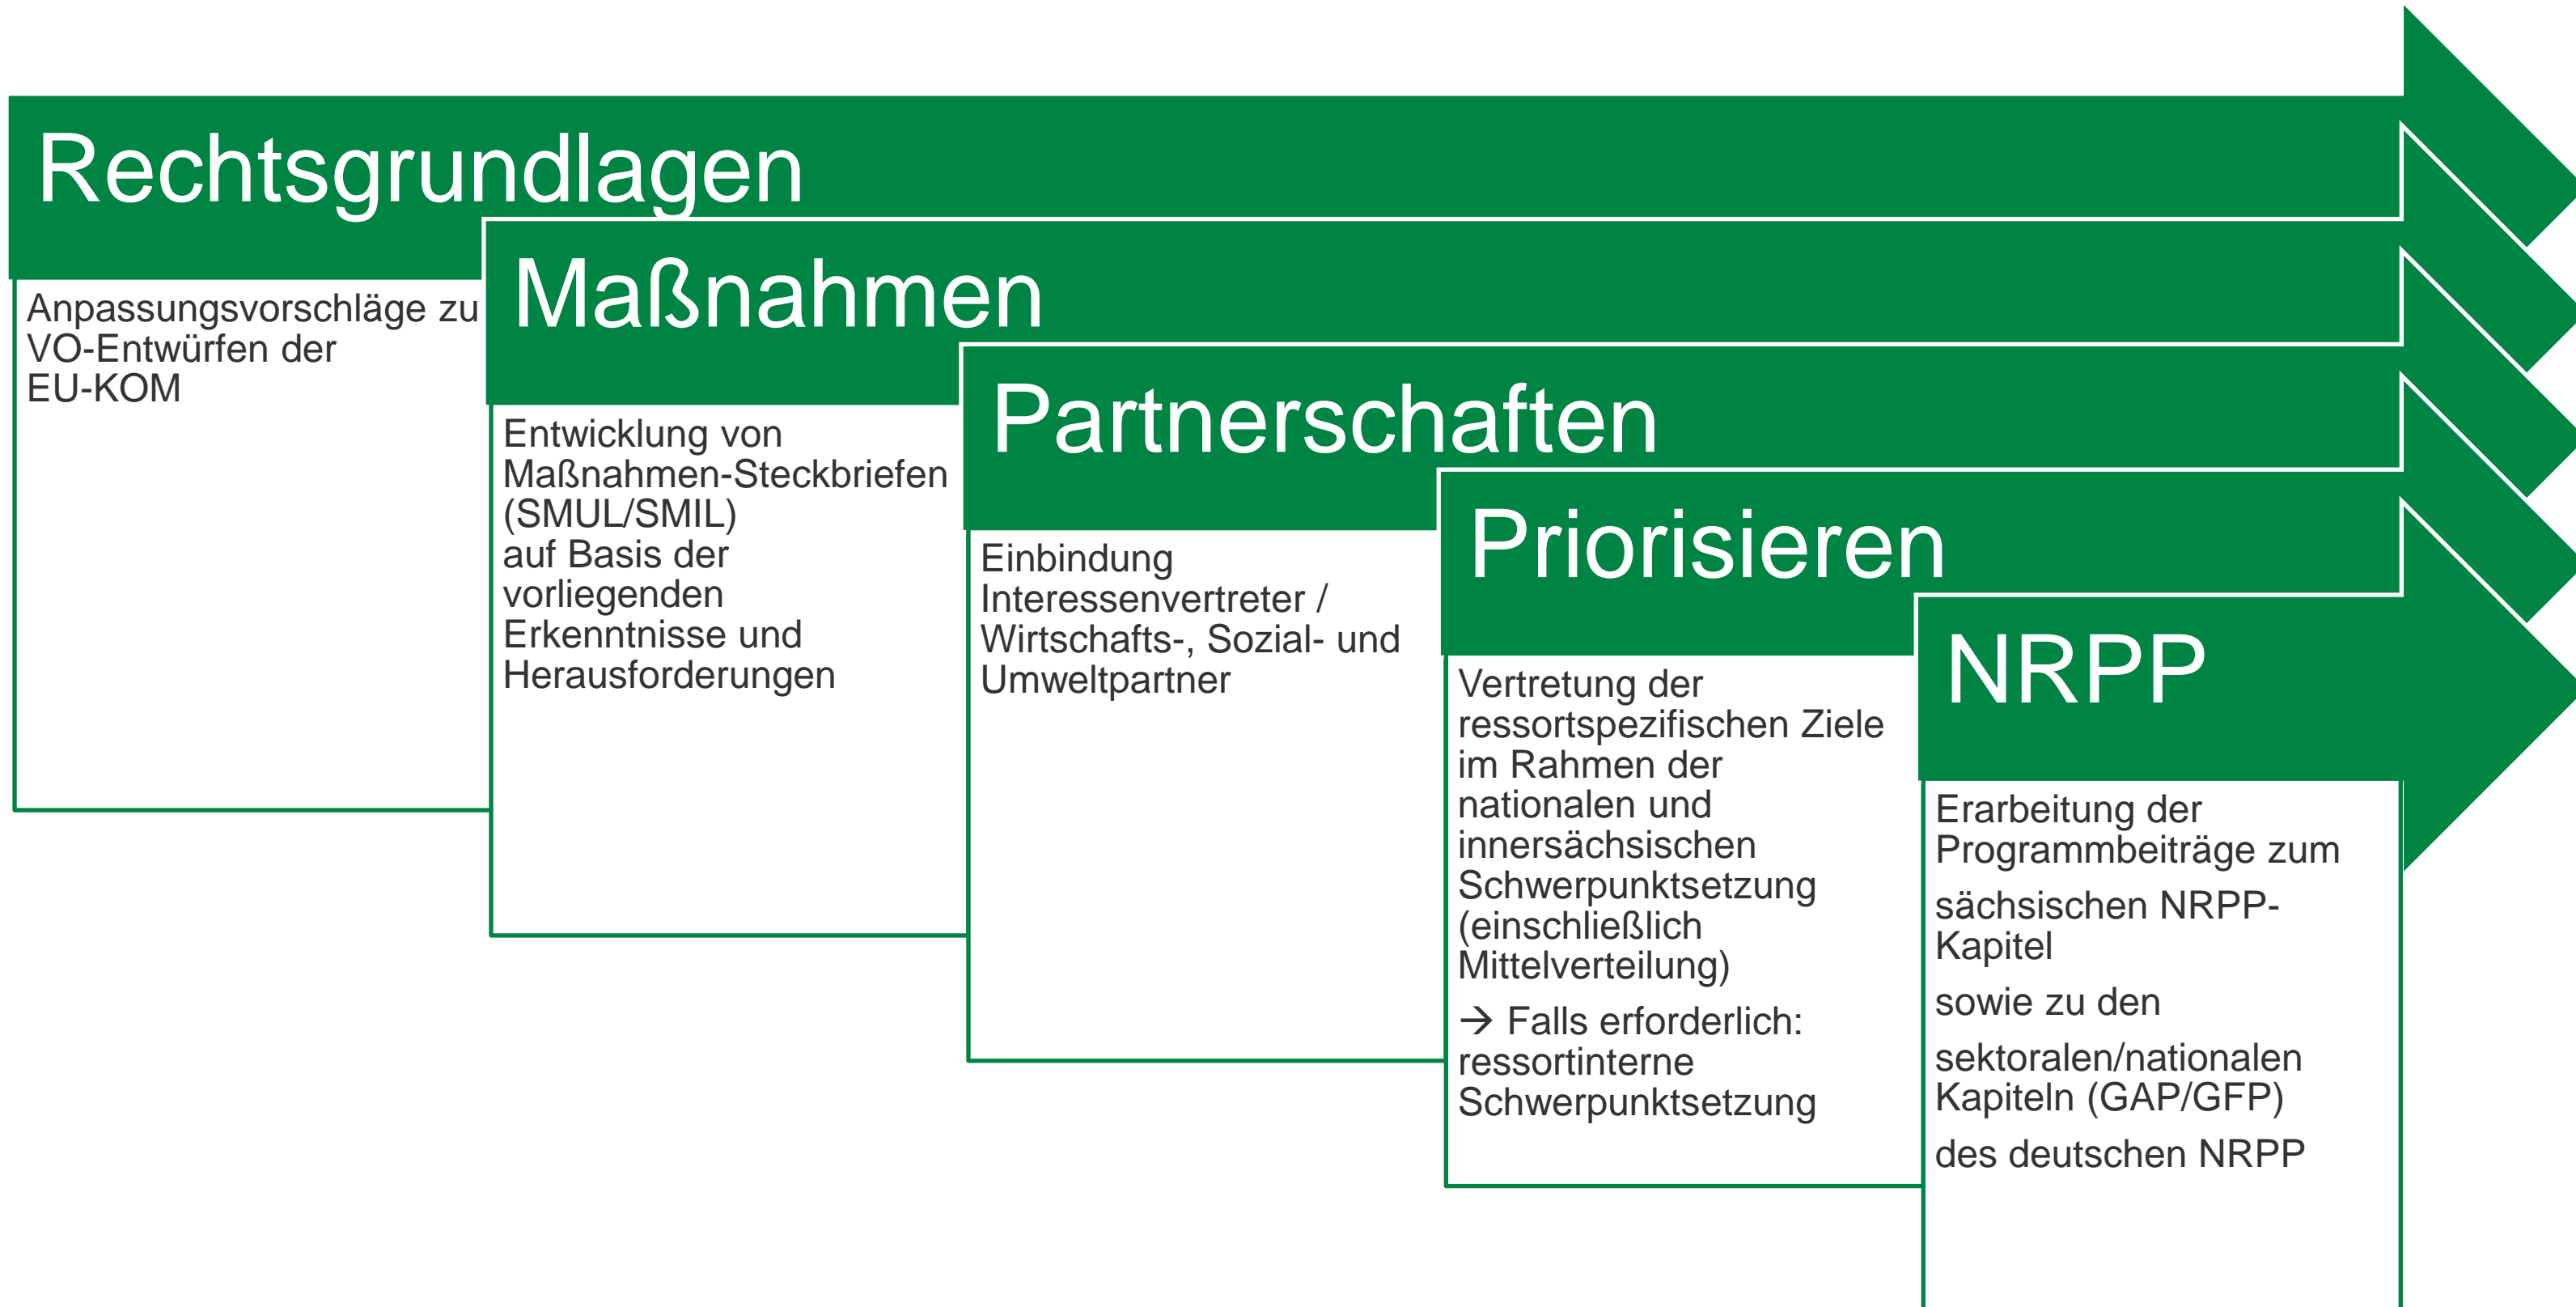 Rechtsgrundlagen
Anpassungsvorschläge zu
VO-Entwürfen der
EU-KOM
Maßnahmen
Entwicklung von
Maßnahmen-Steckbriefen
(SMUL/SMIL)
auf Basis der
vorliegenden
Erkenntnisse und
Herausforderungen
Partnerschaften
Einbindung
Interessenvertreter /
Wirtschafts-, Sozial- und
Umweltpartner
Priorisieren
Vertretung der
ressortspezifischen Ziele
im Rahmen der
nationalen und
innersächsischen
Schwerpunktsetzung
(einschließlich
Mittelverteilung)
→ Falls erforderlich:
ressortinterne
Schwerpunktsetzung
NRPP
Erarbeitung der
Programmbeiträge zum
sächsischen NRPP-
Kapitel
sowie zu den
sektoralen/nationalen
Kapiteln (GAP/GFP)
des deutschen NRPP